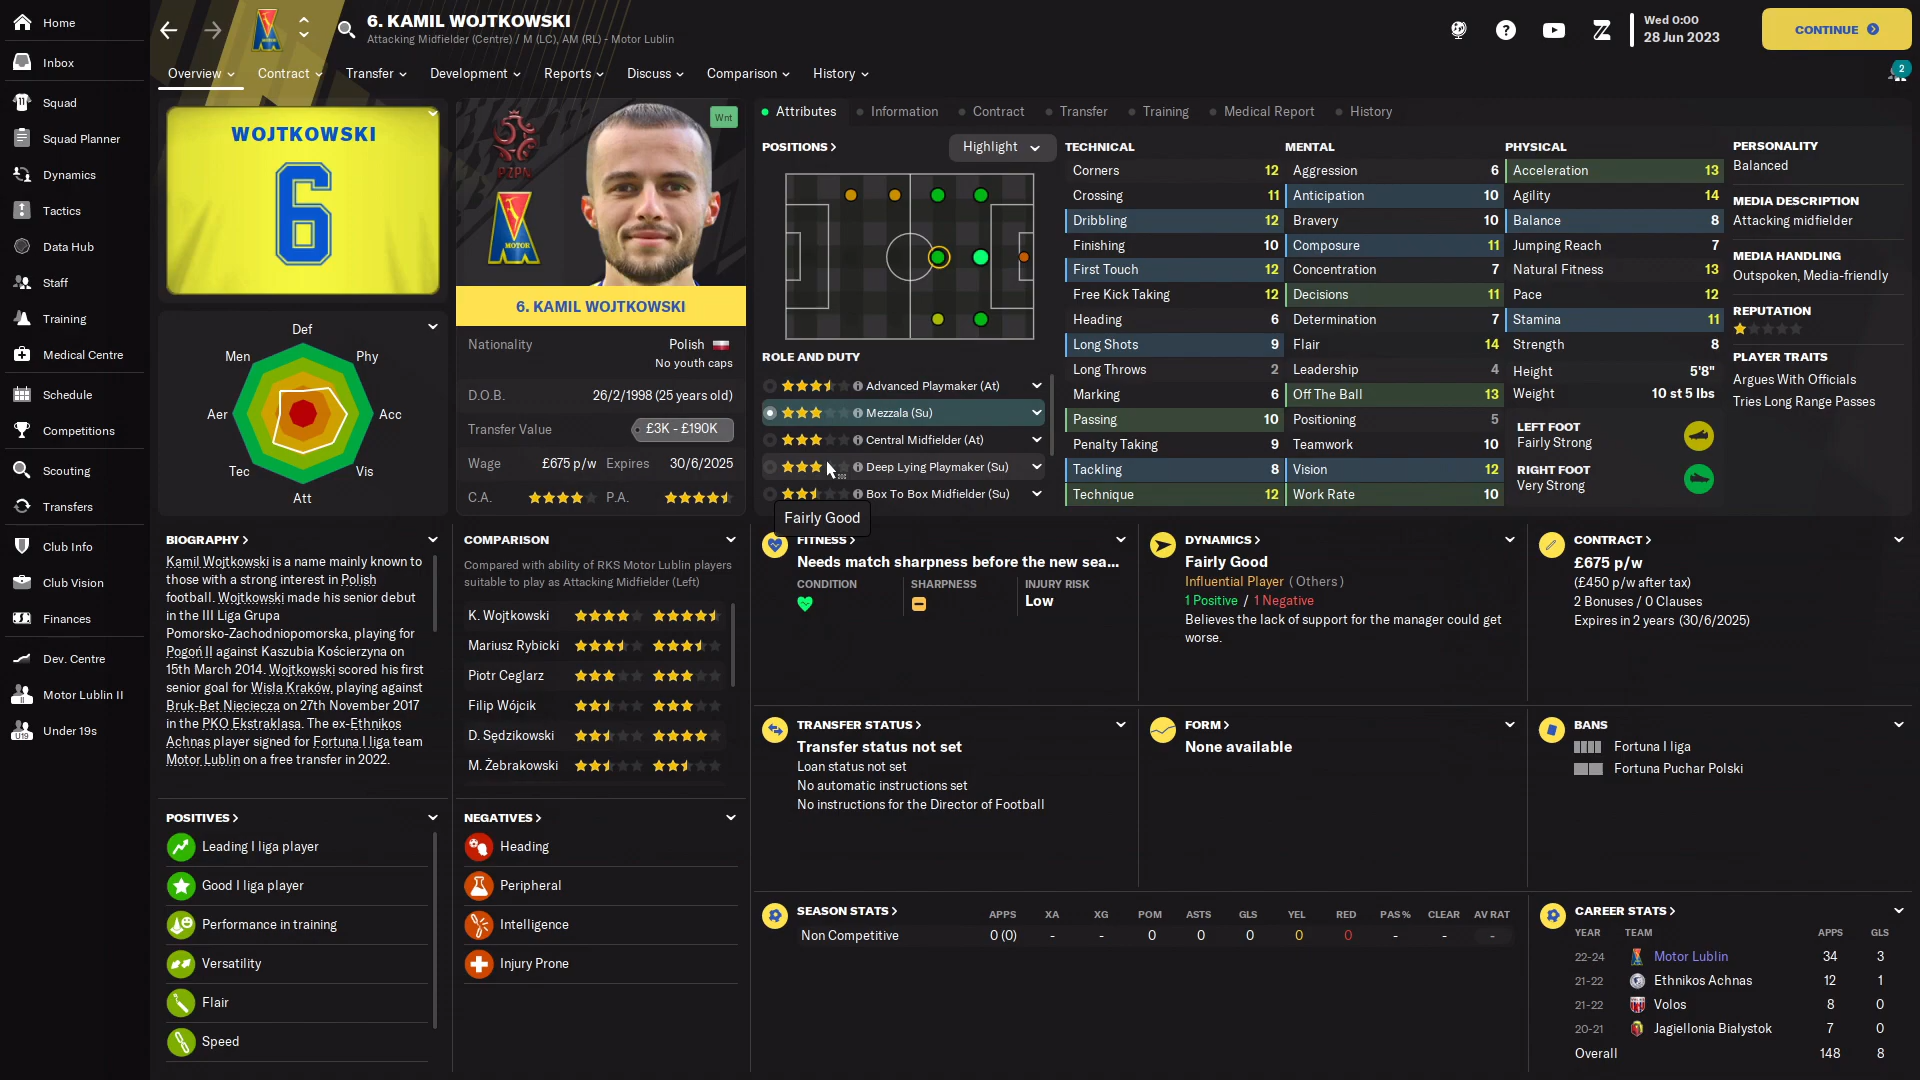 Home
Inbox
Squad
Squad Planner
Dynamics
Tactics
Data Hub
Staff
Training
Medical Centre
Schedule
Competitions
Scouting
Transfers
Club Info
Club Vision
Finances
Dev. Centre
Motor Lublin II
Under 19s
6. KAMIL WOJTKOWSKI
Attacking Midfielder (Centre) / M (LC), AM (RL) - Motor Lublin
Wed 0:00
28 Jun 2023
CONTINUE
2
Overview Contract Transfer Development Reports Discuss Comparison History
WOJTKOWSKI
6
Def
Phy
Acc
Vis
Att
Tec
Aer
Men
PZPN
MOTOR
Wnt
6. KAMIL WOJTKOWSKI
Nationality Polish
No youth caps
D.O.B. 26/2/1998 (25 years old)
Transfer Value £3K - £190K
Wage £675 p/w Expires 30/6/2025
C.A. P.A.
Attributes Information Contract Transfer Training Medical Report History
POSITIONS
Highlight
ROLE AND DUTY
Advanced Playmaker (At)
Mezzala (Su)
Central Midfielder (At)
Deep Lying Playmaker (Su)
Box To Box Midfielder (Su)
Fairly Good
TECHNICAL
Corners 12
Crossing 11
Dribbling 12
Finishing 10
First Touch 12
Free Kick Taking 12
Heading 6
Long Shots 9
Long Throws 2
Marking 6
Passing 10
Penalty Taking 9
Tackling 8
Technique 12
MENTAL
Aggression 6
Anticipation 10
Bravery 10
Composure 11
Concentration 7
Decisions 11
Determination 7
Flair 14
Leadership 4
Off The Ball 13
Positioning 5
Teamwork 10
Vision 12
Work Rate 10
PHYSICAL
Acceleration 13
Agility 14
Balance 8
Jumping Reach 7
Natural Fitness 13
Pace 12
Stamina 11
Strength 8
Height 5'8"
Weight 10 st 5 lbs
LEFT FOOT
Fairly Strong
RIGHT FOOT
Very Strong
PERSONALITY
Balanced
MEDIA DESCRIPTION
Attacking midfielder
MEDIA HANDLING
Outspoken, Media-friendly
REPUTATION
PLAYER TRAITS
Argues With Officials
Tries Long Range Passes
BIOGRAPHY
Kamil Wojtkowski is a name mainly known to
those with a strong interest in Polish
football. Wojtkowski made his senior debut
in the III Liga Grupa
Pomorsko-Zachodniopomorska, playing for
Pogoń II against Kaszubia Kościerzyna on
15th March 2014. Wojtkowski scored his first
senior goal for Wisła Kraków, playing against
Bruk-Bet Nieciecza on 27th November 2017
in the PKO Ekstraklasa. The ex-Ethnikos
Achnas player signed for Fortuna I liga team
Motor Lublin on a free transfer in 2022.
COMPARISON
Compared with ability of RKS Motor Lublin players
suitable to play as Attacking Midfielder (Left)
K. Wojtkowski
Mariusz Rybicki
Piotr Ceglarz
Filip Wójcik
D. Sędzikowski
M. Żebrakowski
FITNESS
Needs match sharpness before the new sea...
CONDITION SHARPNESS INJURY RISK
Low
DYNAMICS
Fairly Good
Influential Player (Others)
1 Positive / 1 Negative
Believes the lack of support for the manager could get
worse.
CONTRACT
£675 p/w
(£450 p/w after tax)
2 Bonuses / 0 Clauses
Expires in 2 years (30/6/2025)
TRANSFER STATUS
Transfer status not set
Loan status not set
No automatic instructions set
No instructions for the Director of Football
FORM
None available
BANS
Fortuna I liga
Fortuna Puchar Polski
POSITIVES
Leading I liga player
Good I liga player
Performance in training
Versatility
Flair
Speed
NEGATIVES
Heading
Peripheral
Intelligence
Injury Prone
SEASON STATS APPS XA XG POM ASTS GLS YEL RED PAS % CLEAR AV RAT
Non Competitive 0 (0) - - 0 0 0 0 0 - - -
CAREER STATS
YEAR TEAM APPS GLS
22-24 Motor Lublin 34 3
21-22 Ethnikos Achnas 12 1
21-22 Volos 8 0
20-21 Jagiellonia Białystok 7 0
Overall 148 8